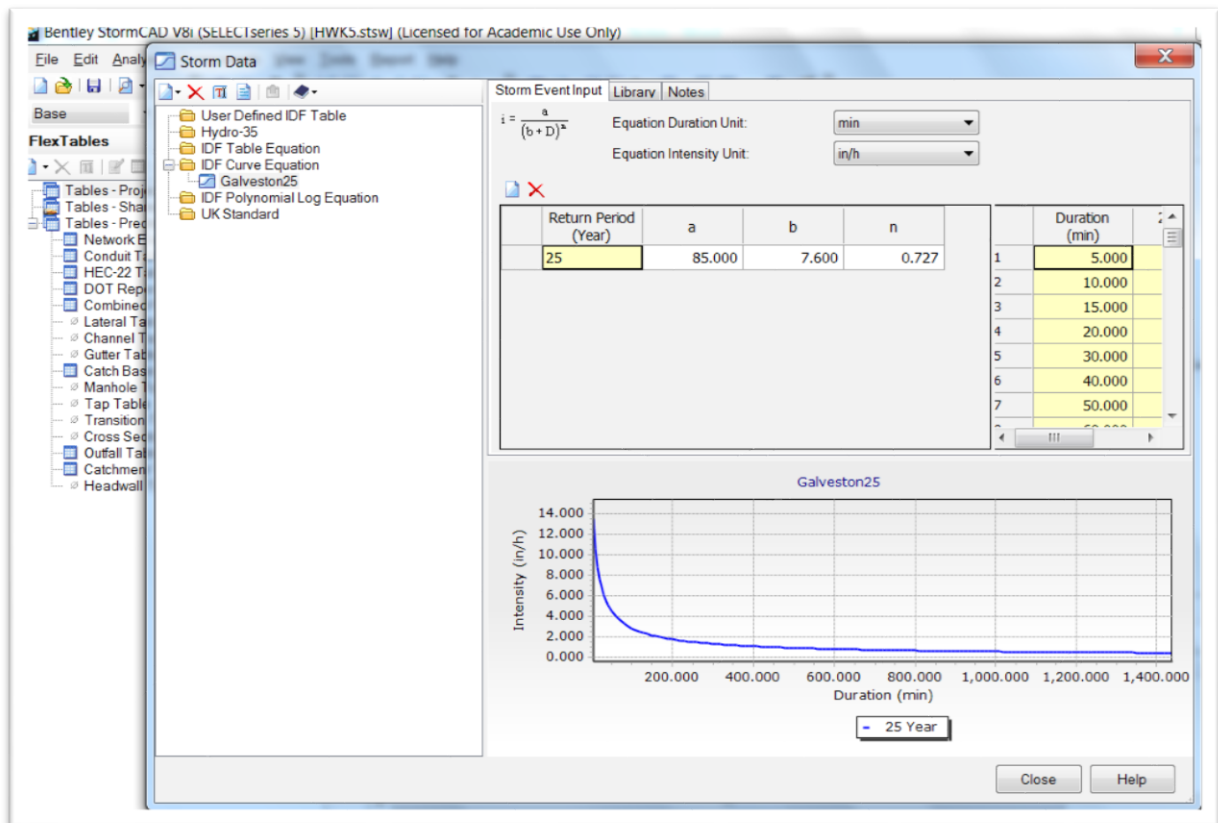 Bentley StormCAD V8i (SELECTseries 5) [HWK5.stsw] (Licensed for Academic Use Only)
File Edit Analy
Storm Data
Base
FlexTables
Tables - Proj
Tables - Sha
Tables - Pred
Network E
Conduit Ta
HEC-22 T
DOT Rep
Combined
Lateral Ta
Channel T
Gutter Tab
Catch Bas
Manhole T
Tap Table
Transition
Cross Sec
Outfall Tab
Catchmen
Headwall
User Defined IDF Table
Hydro-35
IDF Table Equation
IDF Curve Equation
Galveston25
IDF Polynomial Log Equation
UK Standard
Storm Event Input Library Notes
i = a / (b + D)ⁿ
Equation Duration Unit: min
Equation Intensity Unit: in/h
Return Period (Year) a b n
25 85.000 7.600 0.727
Duration (min)
1 5.000
2 10.000
3 15.000
4 20.000
5 30.000
6 40.000
7 50.000
Galveston25
Intensity (in/h)
14.000
12.000
10.000
8.000
6.000
4.000
2.000
0.000
200.000 400.000 600.000 800.000 1,000.000 1,200.000 1,400.000
Duration (min)
25 Year
Close Help